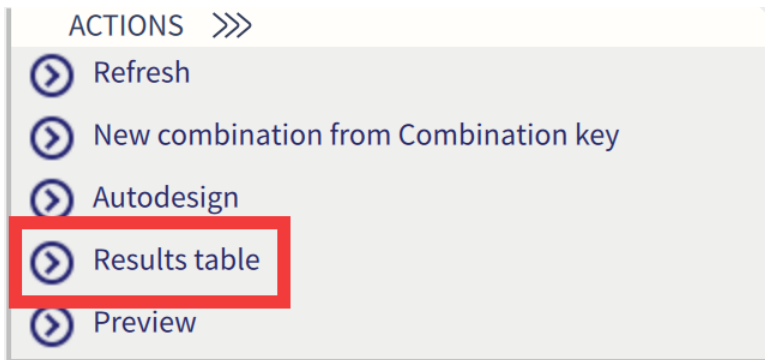 ACTIONS >>>
Refresh
New combination from Combination key
Autodesign
Results table
Preview